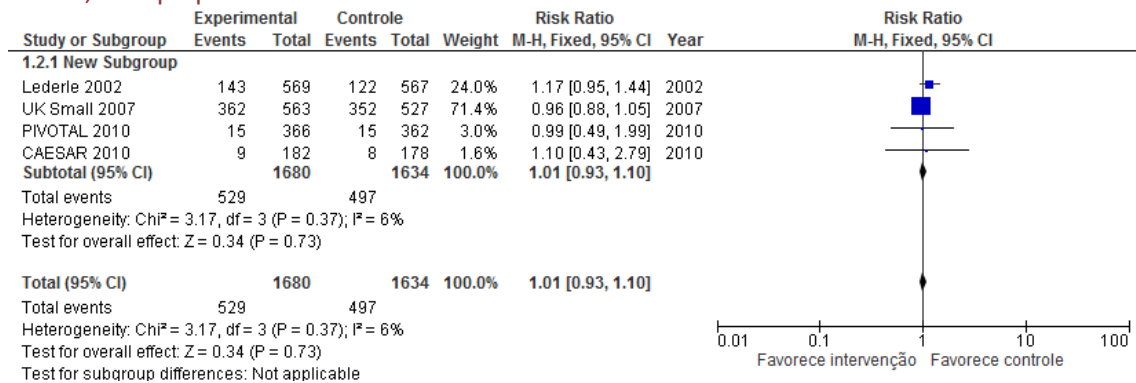 Experimental Controle Risk Ratio Risk Ratio
Study or Subgroup Events Total Events Total Weight M-H, Fixed, 95% CI Year M-H, Fixed, 95% CI
1.2.1 New Subgroup
Lederle 2002 143 569 122 567 24.0% 1.17 [0.95, 1.44] 2002
UK Small 2007 362 563 352 527 71.4% 0.96 [0.88, 1.05] 2007
PIVOTAL 2010 15 366 15 362 3.0% 0.99 [0.49, 1.99] 2010
CAESAR 2010 9 182 8 178 1.6% 1.10 [0.43, 2.79] 2010
Subtotal (95% CI) 1680 1634 100.0% 1.01 [0.93, 1.10]
Total events 529 497
Heterogeneity: Chi² = 3.17, df = 3 (P = 0.37); I² = 6%
Test for overall effect: Z = 0.34 (P = 0.73)
Total (95% CI) 1680 1634 100.0% 1.01 [0.93, 1.10]
Total events 529 497
Heterogeneity: Chi² = 3.17, df = 3 (P = 0.37); I² = 6%
Test for overall effect: Z = 0.34 (P = 0.73)
Test for subgroup differences: Not applicable
0.01 0.1 1 10 100
Favorece intervenção Favorece controle